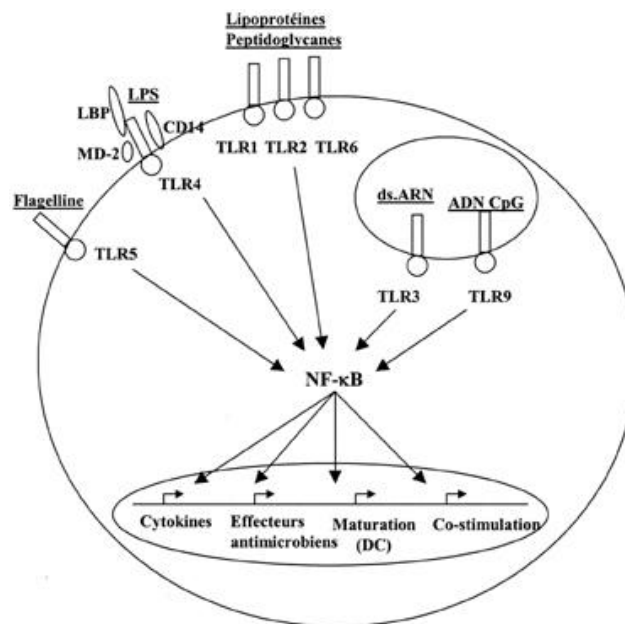 Lipoprotéines
Peptidoglycanes
LPS
LBP
CD14
MD-2
TLR1 TLR2 TLR6
TLR4
ds.ARN
ADN CpG
Flagelline
TLR5
TLR3
TLR9
NF-κB
Cytokines
Effecteurs
antimicrobiens
Maturation
(DC)
Co-stimulation